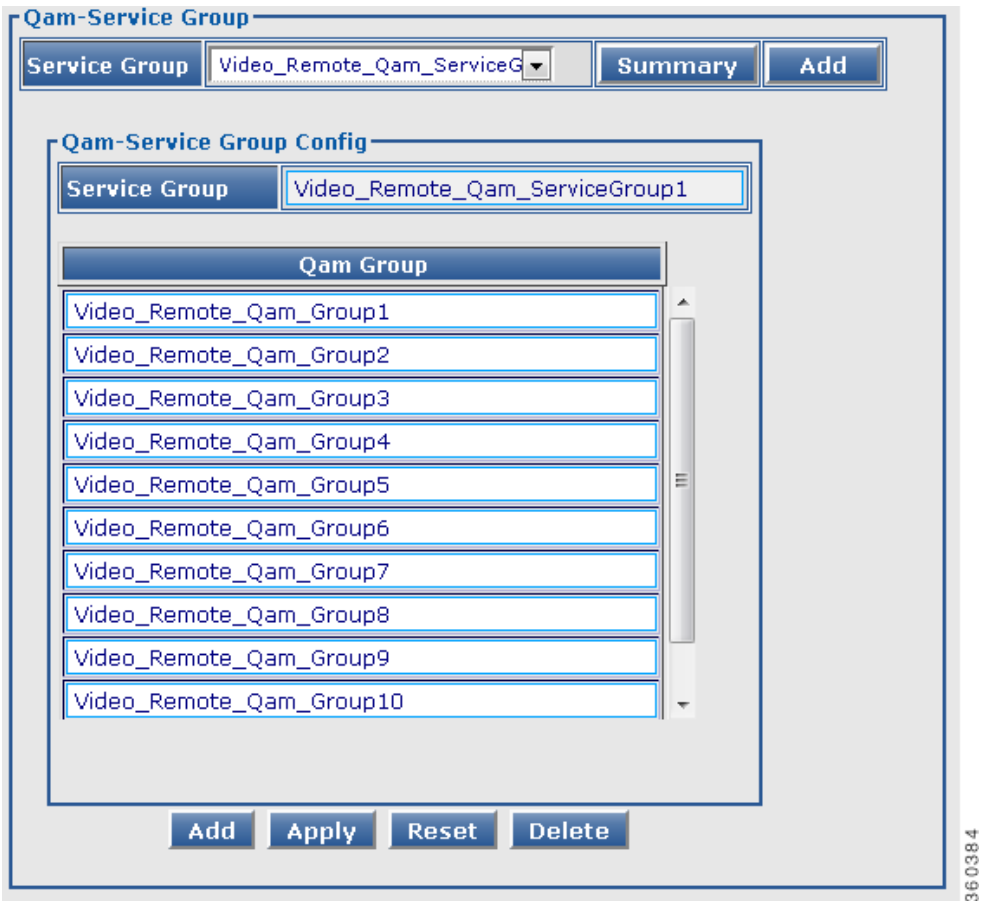 Qam-Service Group
Service Group Video_Remote_Qam_ServiceG Summary Add
Qam-Service Group Config
Service Group Video_Remote_Qam_ServiceGroup1
Qam Group
Video_Remote_Qam_Group1
Video_Remote_Qam_Group2
Video_Remote_Qam_Group3
Video_Remote_Qam_Group4
Video_Remote_Qam_Group5
Video_Remote_Qam_Group6
Video_Remote_Qam_Group7
Video_Remote_Qam_Group8
Video_Remote_Qam_Group9
Video_Remote_Qam_Group10
Add Apply Reset Delete
360384